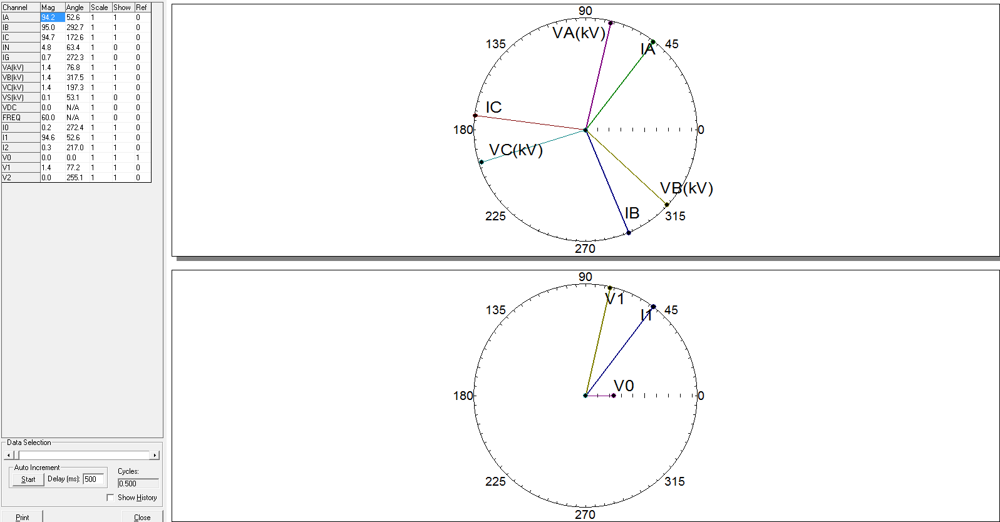 Channel Mag Angle Scale Show Ref
IA 94.2 52.6 1 1 0
IB 95.0 292.7 1 1 0
IC 94.7 172.6 1 1 0
IN 4.8 63.4 1 0 0
IG 0.7 272.3 1 0 0
VA(kV) 1.4 76.8 1 1 0
VB(kV) 1.4 317.5 1 1 0
VC(kV) 1.4 197.3 1 1 0
VS(kV) 0.1 53.1 1 0 0
VDC 0.0 N/A 1 0 0
FREQ 60.0 N/A 1 0 0
I0 0.2 272.4 1 1 0
I1 94.6 52.6 1 1 0
I2 0.3 217.0 1 1 0
V0 0.0 0.0 1 1 1
V1 1.4 77.2 1 1 0
V2 0.0 255.1 1 1 0
Data Selection
Auto Increment
Start Delay (ms): 500
Cycles:
0.500
Show History
Print Close
90
VA(kV)
135 IA 45
IC
180 0
VC(kV)
VB(kV)
IB
225 315
270
90
V1
135 I1 45
V0
180 0
225 315
270